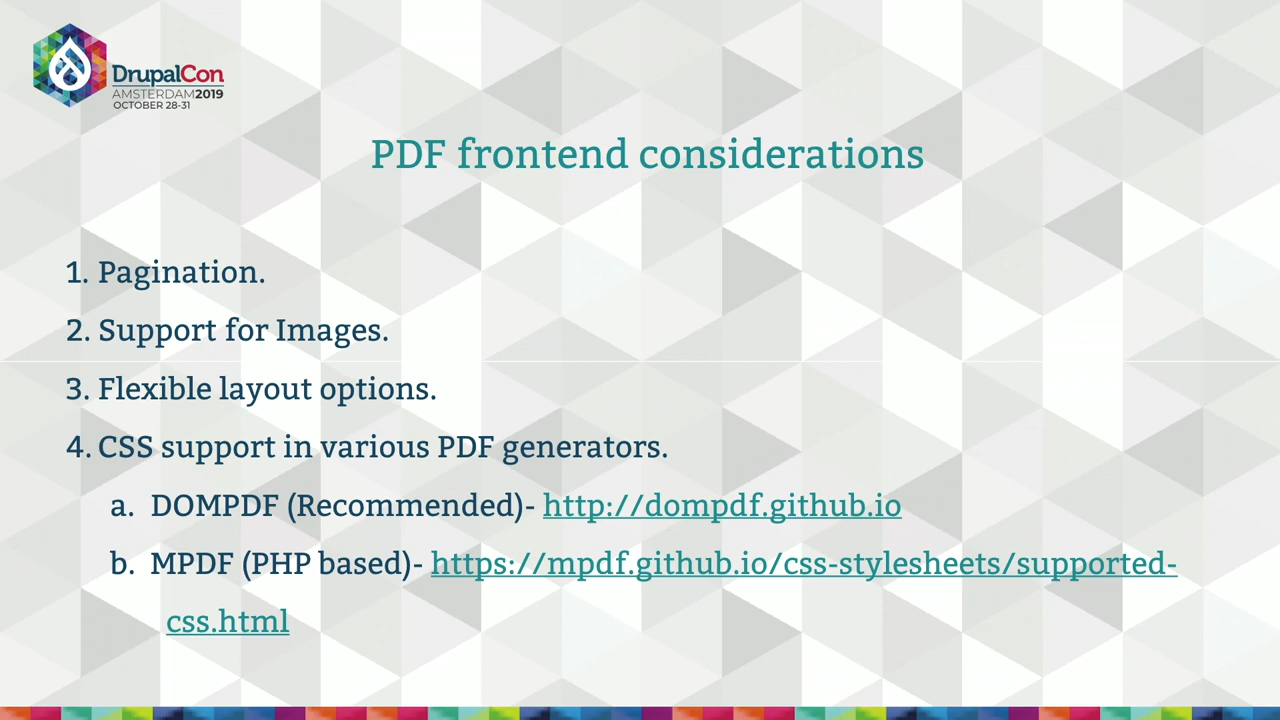 DrupalCon
AMSTERDAM2019
OCTOBER 28-31
PDF frontend considerations
1. Pagination.
2. Support for Images.
3. Flexible layout options.
4. CSS support in various PDF generators.
a. DOMPDF (Recommended)- http://dompdf.github.io
b. MPDF (PHP based)- https://mpdf.github.io/css-stylesheets/supported-
css.html